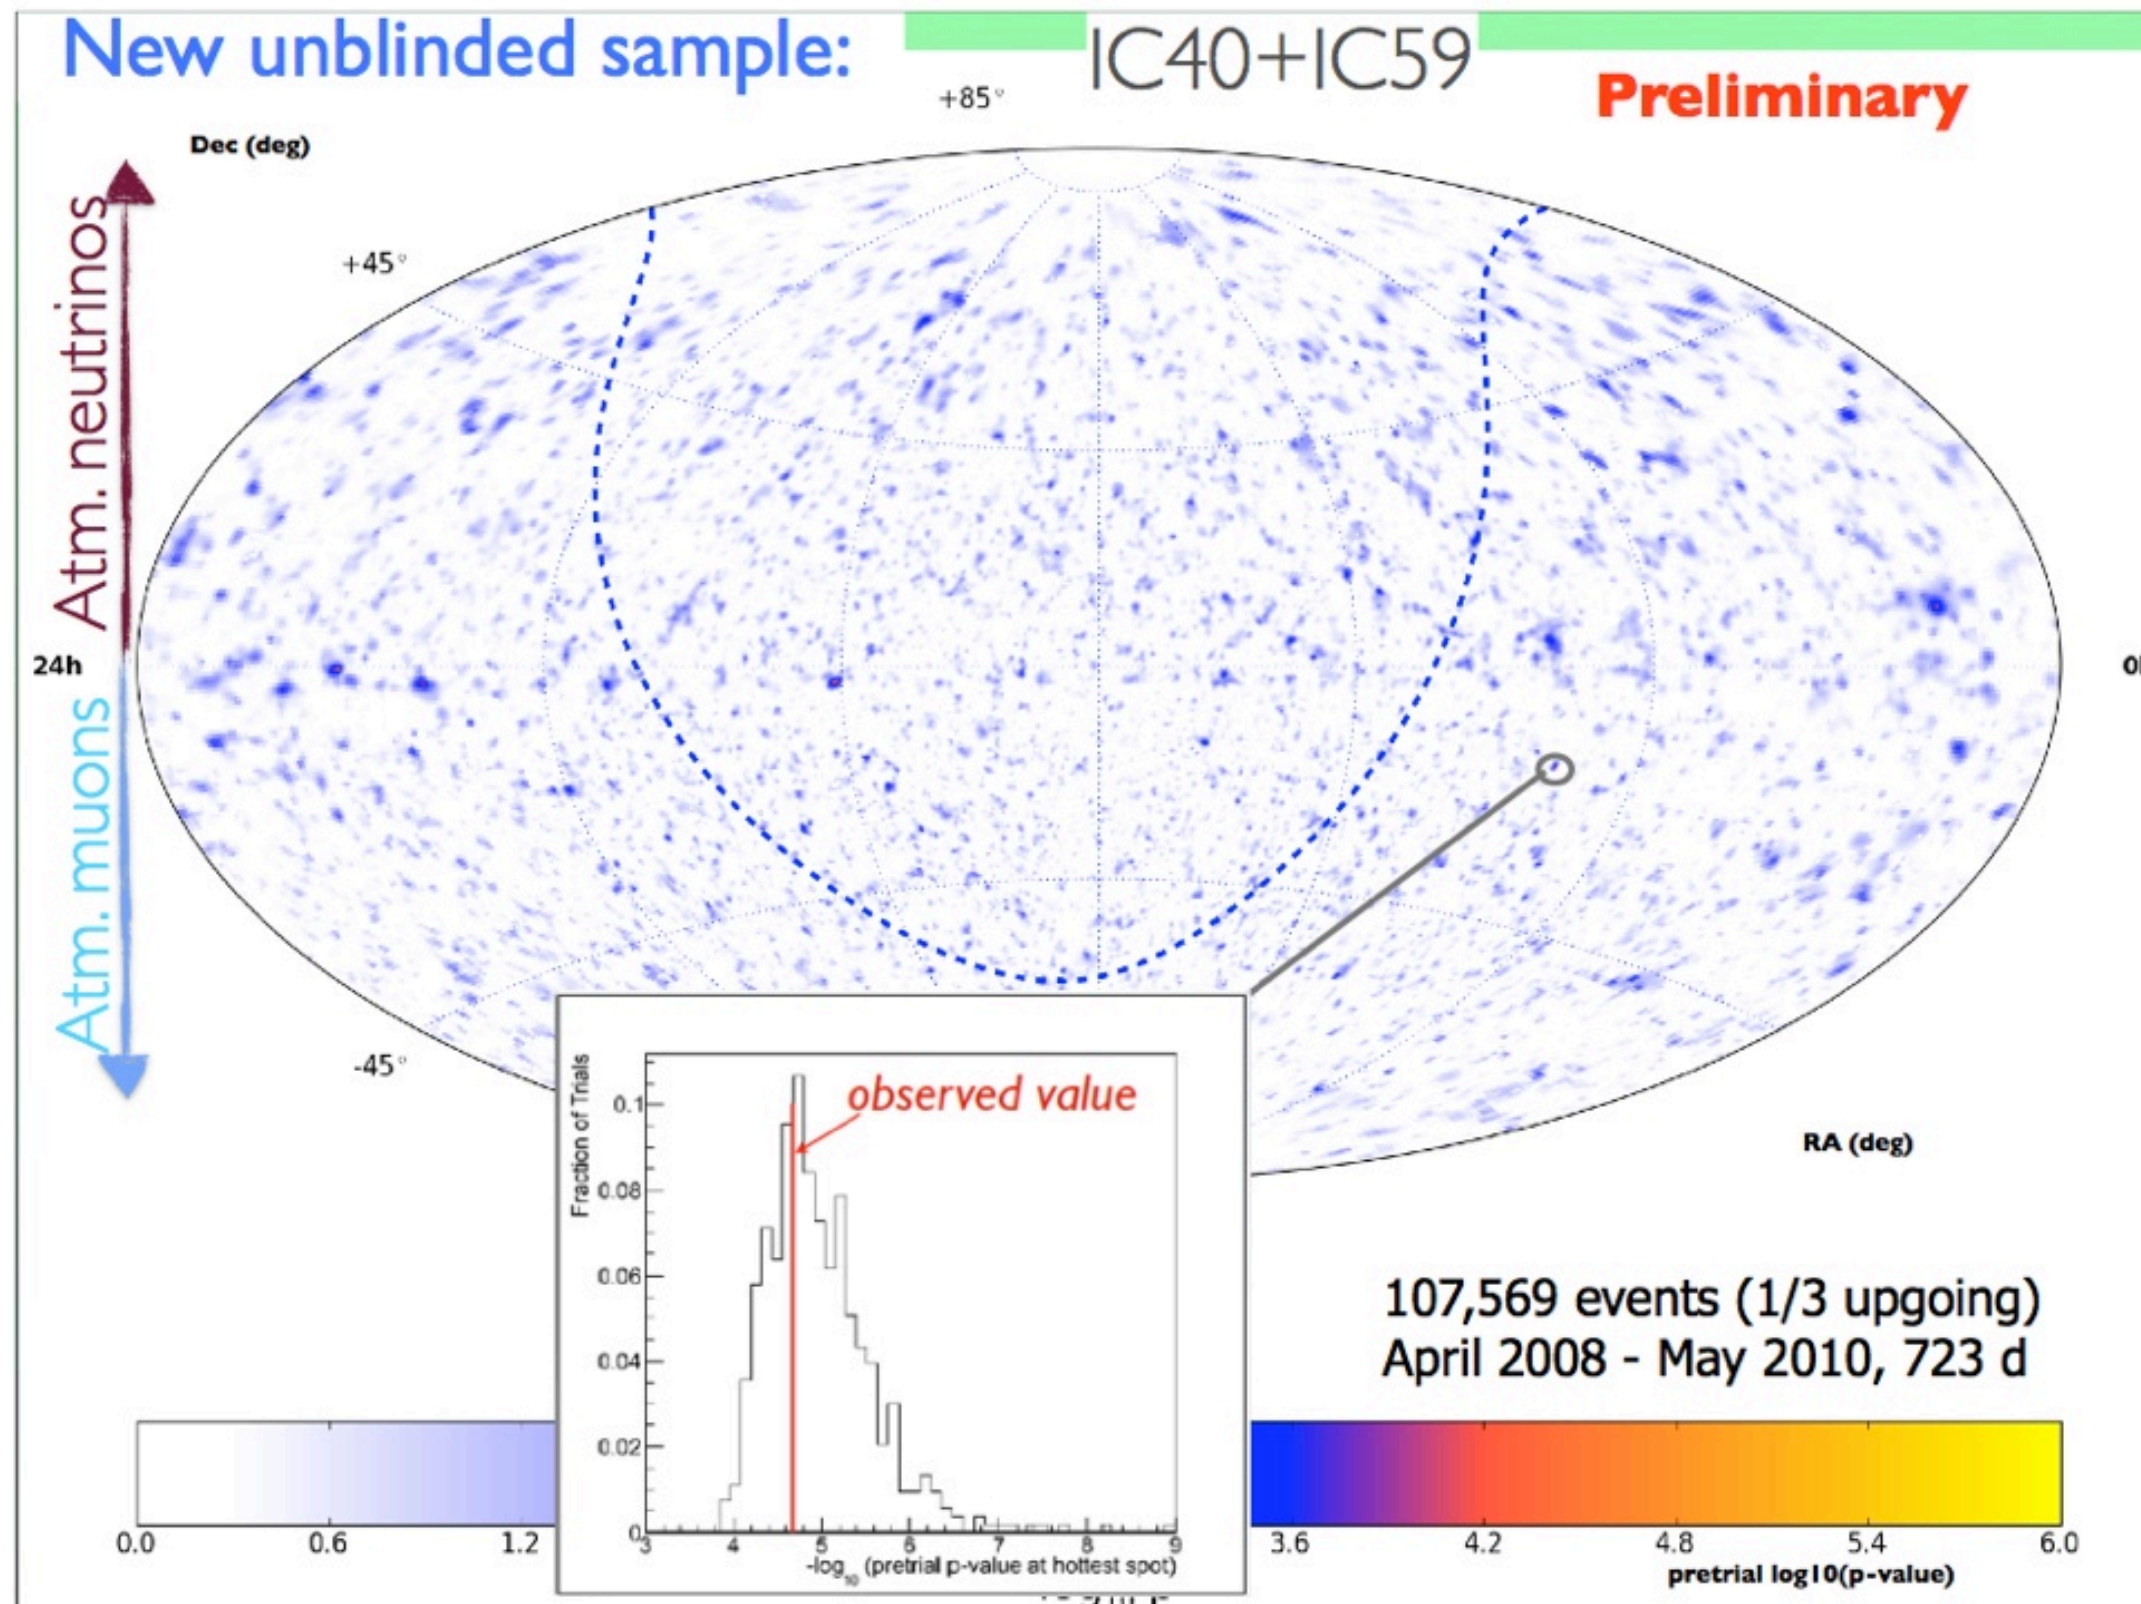 New unblinded sample:
IC40+IC59
Preliminary
+85°
Dec (deg)
+45°
Atm. neutrinos
24h
Atm. muons
-45°
RA (deg)
observed value
Fraction of Trials
0.1
0.08
0.06
0.04
0.02
0
3 4 5 6 7 8 9
-log10 (pretrial p-value at hottest spot)
107,569 events (1/3 upgoing)
April 2008 - May 2010, 723 d
0.0 0.6 1.2 3.6 4.2 4.8 5.4 6.0
pretrial log10(p-value)